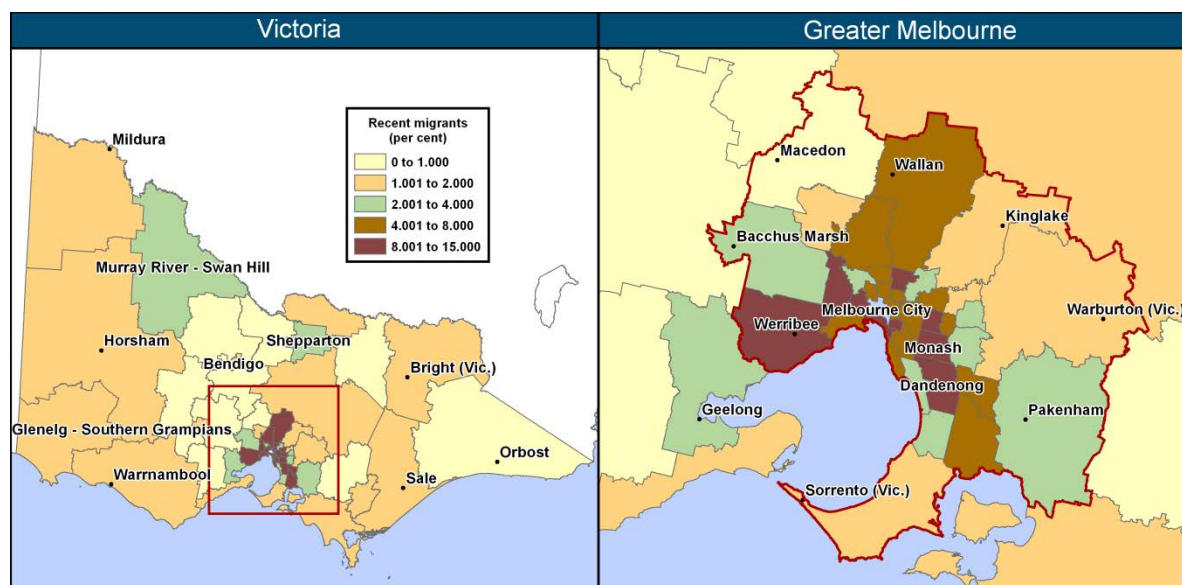 Victoria
Greater Melbourne
Mildura
Recent migrants
(per cent)
0 to 1.000
1.001 to 2.000
2.001 to 4.000
4.001 to 8.000
8.001 to 15.000
Murray River - Swan Hill
Horsham
Shepparton
Bendigo
Bright (Vic.)
Glenelg - Southern Grampians
Warrnambool
Orbost
Sale
Macedon
Wallan
Kinglake
Bacchus Marsh
Melbourne City
Warburton (Vic.)
Werribee
Monash
Dandenong
Geelong
Pakenham
Sorrento (Vic.)